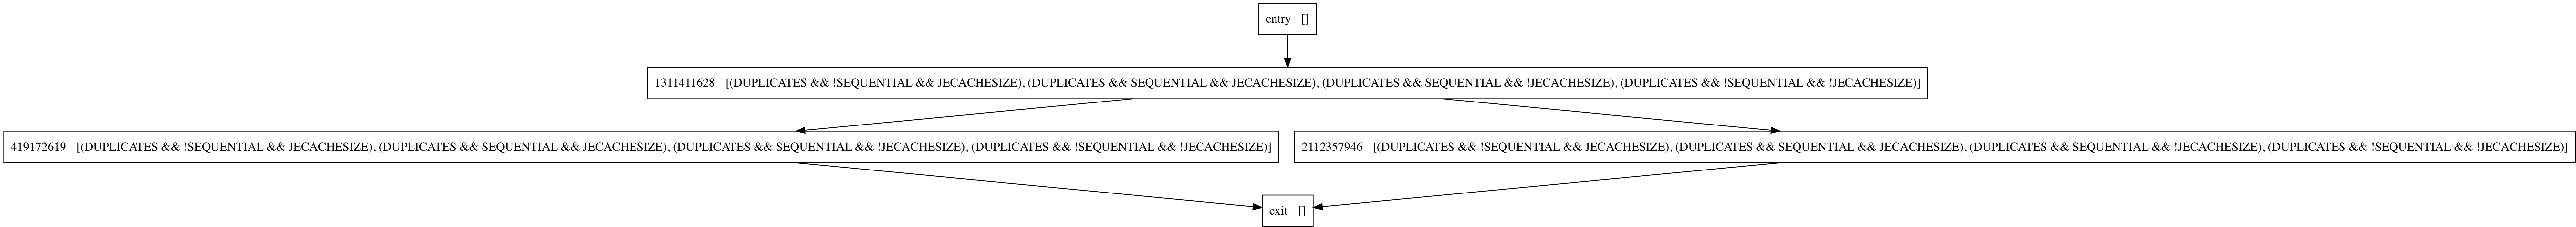 entry - []
1311411628 - [(DUPLICATES && !SEQUENTIAL && JECACHESIZE), (DUPLICATES && SEQUENTIAL && JECACHESIZE), (DUPLICATES && SEQUENTIAL && !JECACHESIZE), (DUPLICATES && !SEQUENTIAL && !JECACHESIZE)]
419172619 - [(DUPLICATES && !SEQUENTIAL && JECACHESIZE), (DUPLICATES && SEQUENTIAL && JECACHESIZE), (DUPLICATES && SEQUENTIAL && !JECACHESIZE), (DUPLICATES && !SEQUENTIAL && !JECACHESIZE)]
2112357946 - [(DUPLICATES && !SEQUENTIAL && JECACHESIZE), (DUPLICATES && SEQUENTIAL && JECACHESIZE), (DUPLICATES && SEQUENTIAL && !JECACHESIZE), (DUPLICATES && !SEQUENTIAL && !JECACHESIZE)]
exit - []